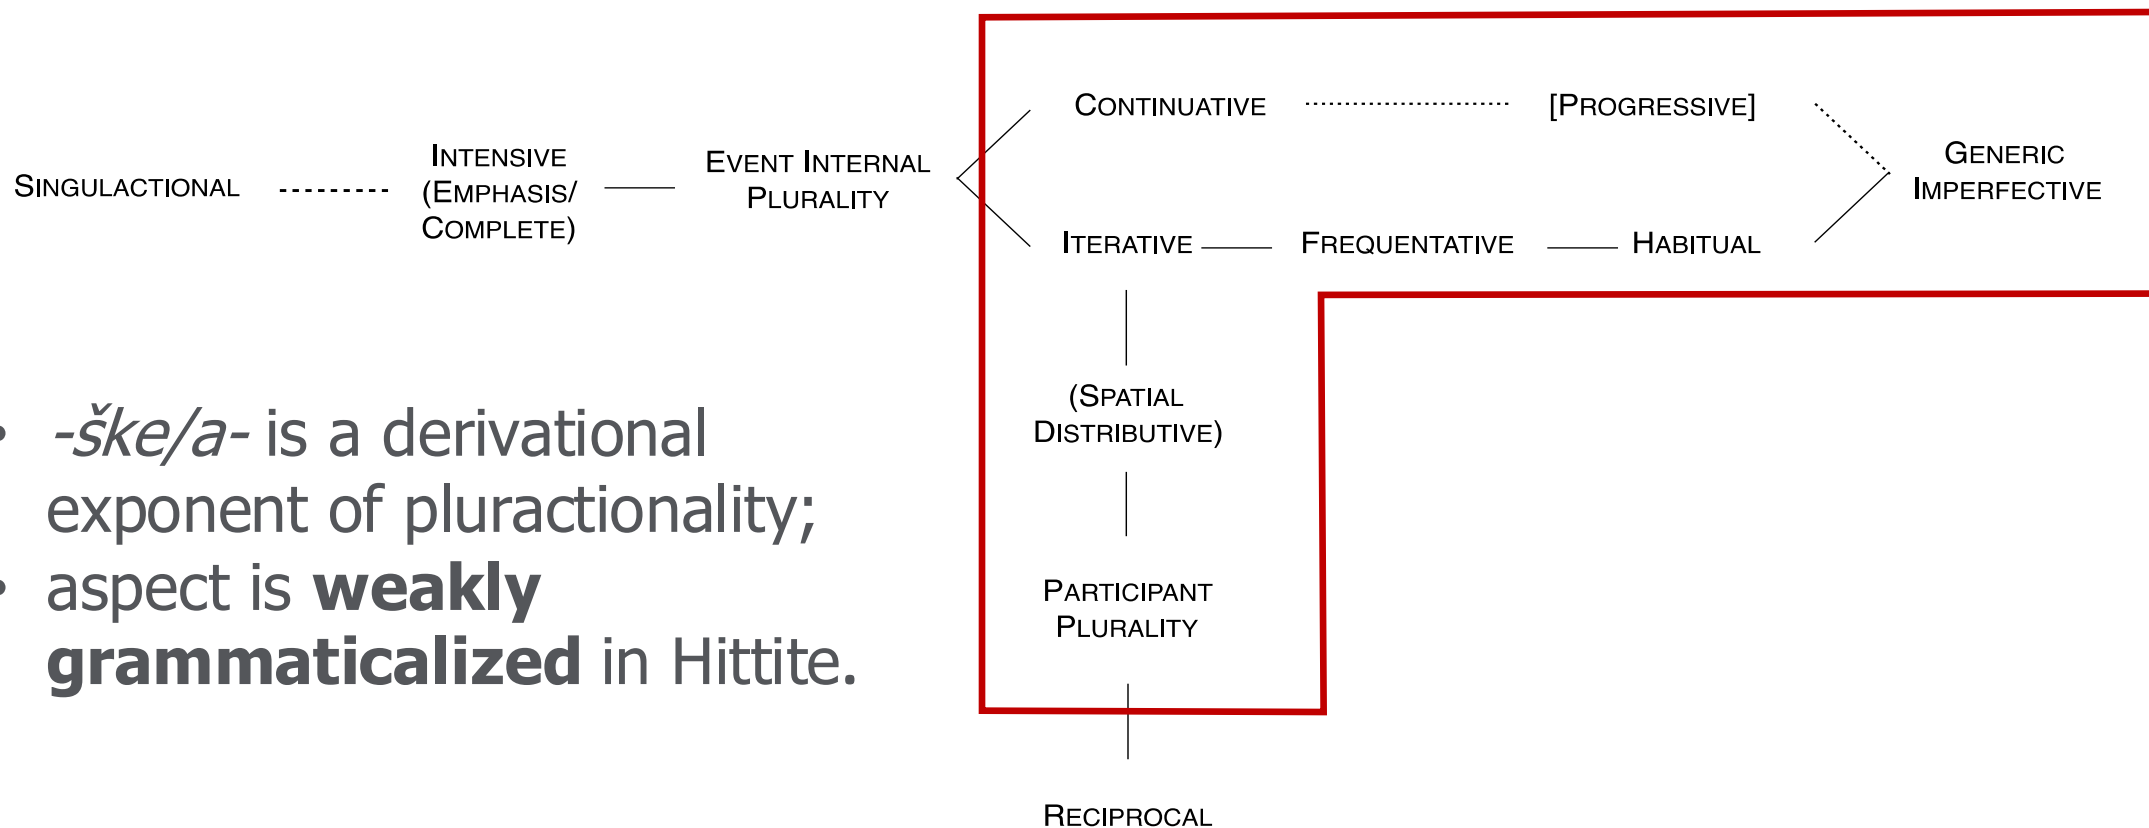 CONTINUATIVE
[PROGRESSIVE]
SINGULACTIONAL
INTENSIVE
(EMPHASIS/
COMPLETE)
EVENT INTERNAL
PLURALITY
GENERIC
IMPERFECTIVE
ITERATIVE
FREQUENTATIVE
HABITUAL
(SPATIAL
DISTRIBUTIVE)
PARTICIPANT
PLURALITY
RECIPROCAL
• -ške/a- is a derivational
exponent of pluractionality;
• aspect is weakly
grammaticalized in Hittite.